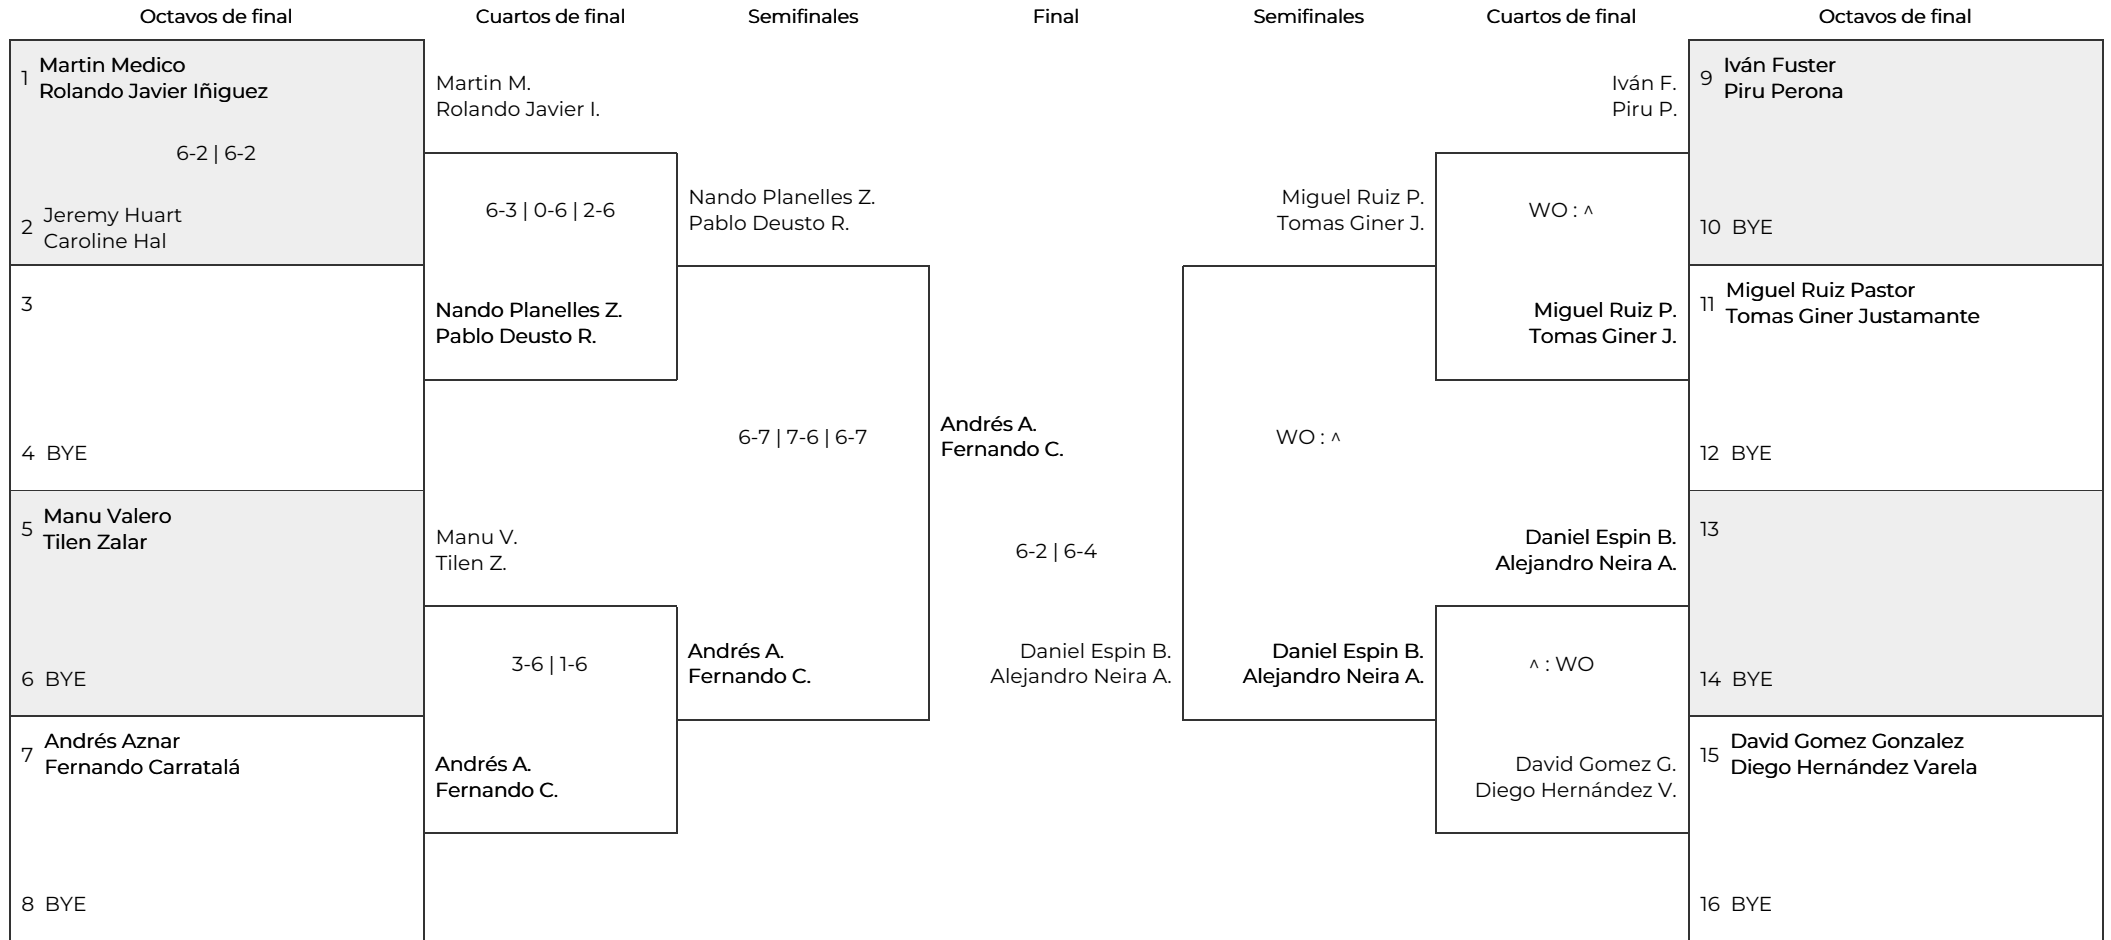 Octavos de final
Cuartos de final
Semifinales
Final
Semifinales
Cuartos de final
Octavos de final
1
Martin Medico
Rolando Javier Iñiguez
6-2 | 6-2
2
Jeremy Huart
Caroline Hal
3
4 BYE
5
Manu Valero
Tilen Zalar
6 BYE
7
Andrés Aznar
Fernando Carratalá
8 BYE
Martin M.
Rolando Javier I.
6-3 | 0-6 | 2-6
Nando Planelles Z.
Pablo Deusto R.
Manu V.
Tilen Z.
3-6 | 1-6
Andrés A.
Fernando C.
Nando Planelles Z.
Pablo Deusto R.
6-7 | 7-6 | 6-7
Andrés A.
Fernando C.
Andrés A.
Fernando C.
6-2 | 6-4
Daniel Espin B.
Alejandro Neira A.
Miguel Ruiz P.
Tomas Giner J.
WO : ^
Daniel Espin B.
Alejandro Neira A.
Iván F.
Piru P.
WO : ^
Miguel Ruiz P.
Tomas Giner J.
Daniel Espin B.
Alejandro Neira A.
^ : WO
David Gomez G.
Diego Hernández V.
9
Iván Fuster
Piru Perona
10 BYE
11
Miguel Ruiz Pastor
Tomas Giner Justamante
12 BYE
13
14 BYE
15
David Gomez Gonzalez
Diego Hernández Varela
16 BYE